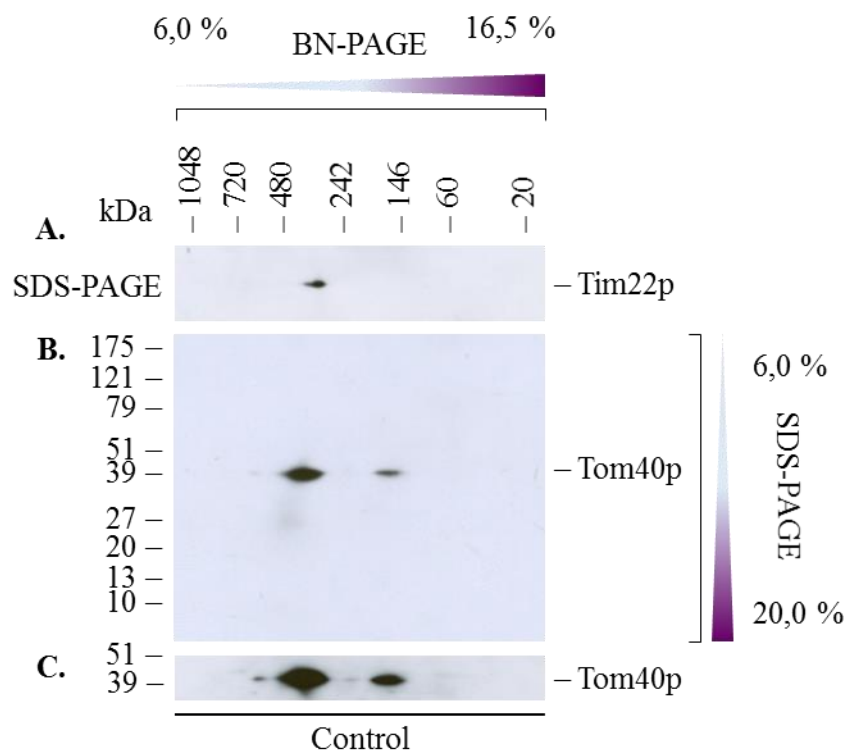 6,0 %
BN-PAGE
16,5 %
kDa
1048
720
480
242
146
60
20
A.
SDS-PAGE
Tim22p
B.
175
121
79
51
39
27
20
13
10
Tom40p
6,0 %
SDS-PAGE
20,0 %
C.
51
39
Tom40p
Control